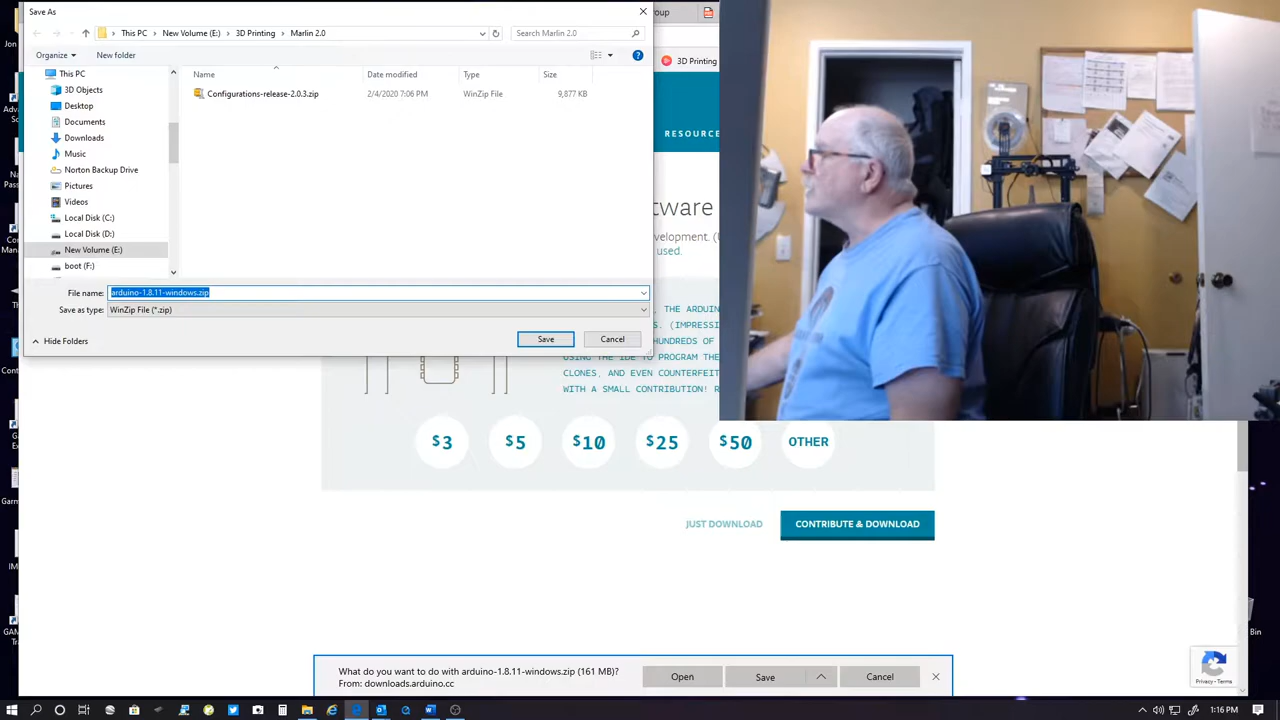 Save As
This PC
New Volume (E:)
3D Printing
Marlin 2.0
Search Marlin 2.0
Organize
New folder
Name
Date modified
Type
Size
This PC
3D Objects
Desktop
Documents
Downloads
Music
Norton Backup Drive
Pictures
Videos
Local Disk (C:)
Local Disk (D:)
New Volume (E:)
boot (F:)
Configurations-release-2.0.3.zip
2/4/2020 7:06 PM
WinZip File
9,877 KB
File name:
arduino-1.8.11-windows.zip
Save as type:
WinZip File (*.zip)
Hide Folders
Save
Cancel
3D Printing
tware
evelopment. (
used.
, THE
(IMPRESSI
HUNDREDS OF
USING THE IDE TO PROGRAM THE
CLONES, AND EVEN COUNTERFEIT
WITH A SMALL CONTRIBUTION!
$3
$5
$10
$25
$50
OTHER
JUST DOWNLOAD
CONTRIBUTE & DOWNLOAD
What do you want to do with arduino-1.8.11-windows.zip (161 MB)?
From: downloads.arduino.cc
Open
Save
Cancel
Privacy - Terms
Bin
1:16 PM